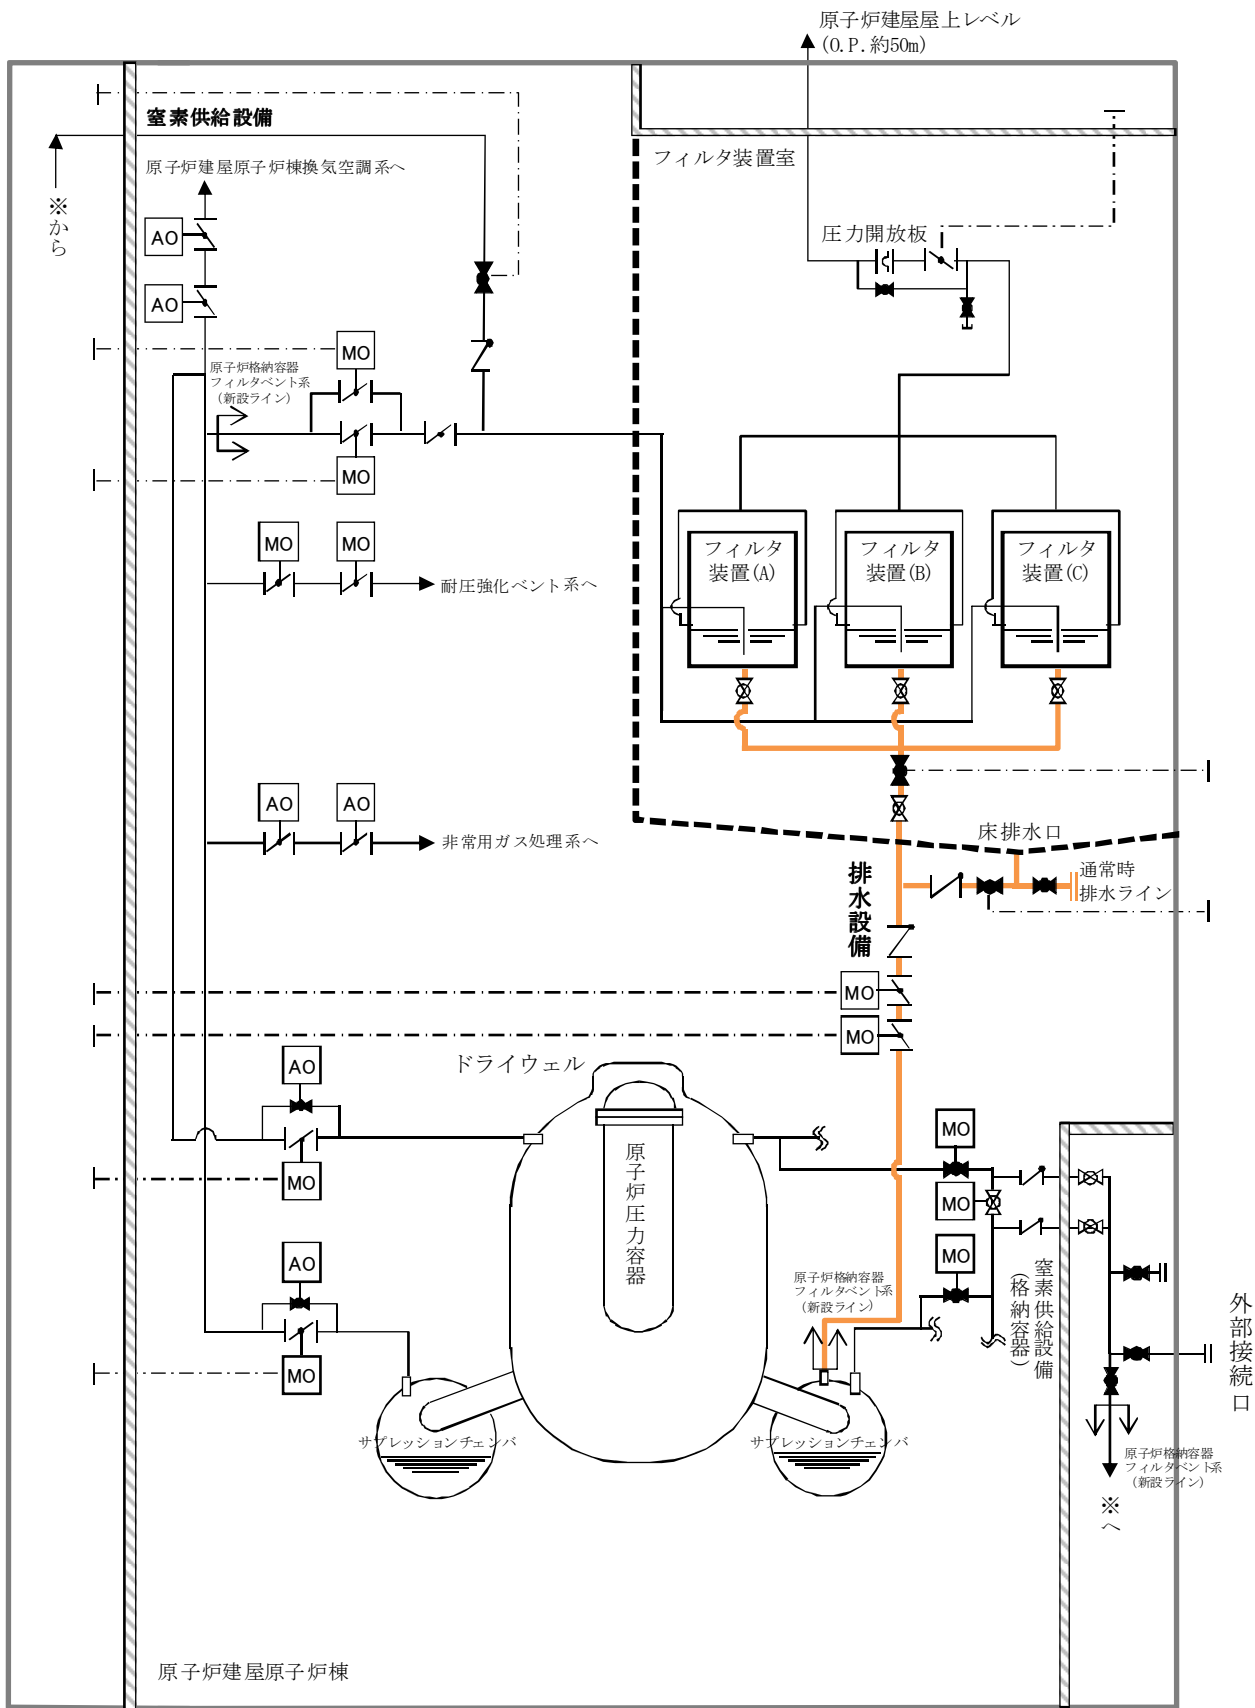 原子炉建屋屋上レベル
(O.P.約50m)
窒素供給設備
原子炉建屋原子炉棟換気空調系へ
フィルタ装置室
※から
AO
圧力開放板
AO
MO
原子炉格納容器
フィルタベント系
(新設ライン)
MO
MO
MO
フィルタ
装置(A)
フィルタ
装置(B)
フィルタ
装置(C)
耐圧強化ベント系へ
AO
AO
床排水口
非常用ガス処理系へ
通常時
排水ライン
排水設備
MO
MO
ドライウェル
AO
MO
原子炉圧力容器
MO
MO
AO
MO
MO
原子炉格納容器
フィルタベント系
(新設ライン)
窒素供給設備
(格納容器)
外部接続口
サプレッションチェンバ
サプレッションチェンバ
原子炉格納容器
フィルタベント系
(新設ライン)
※へ
原子炉建屋原子炉棟